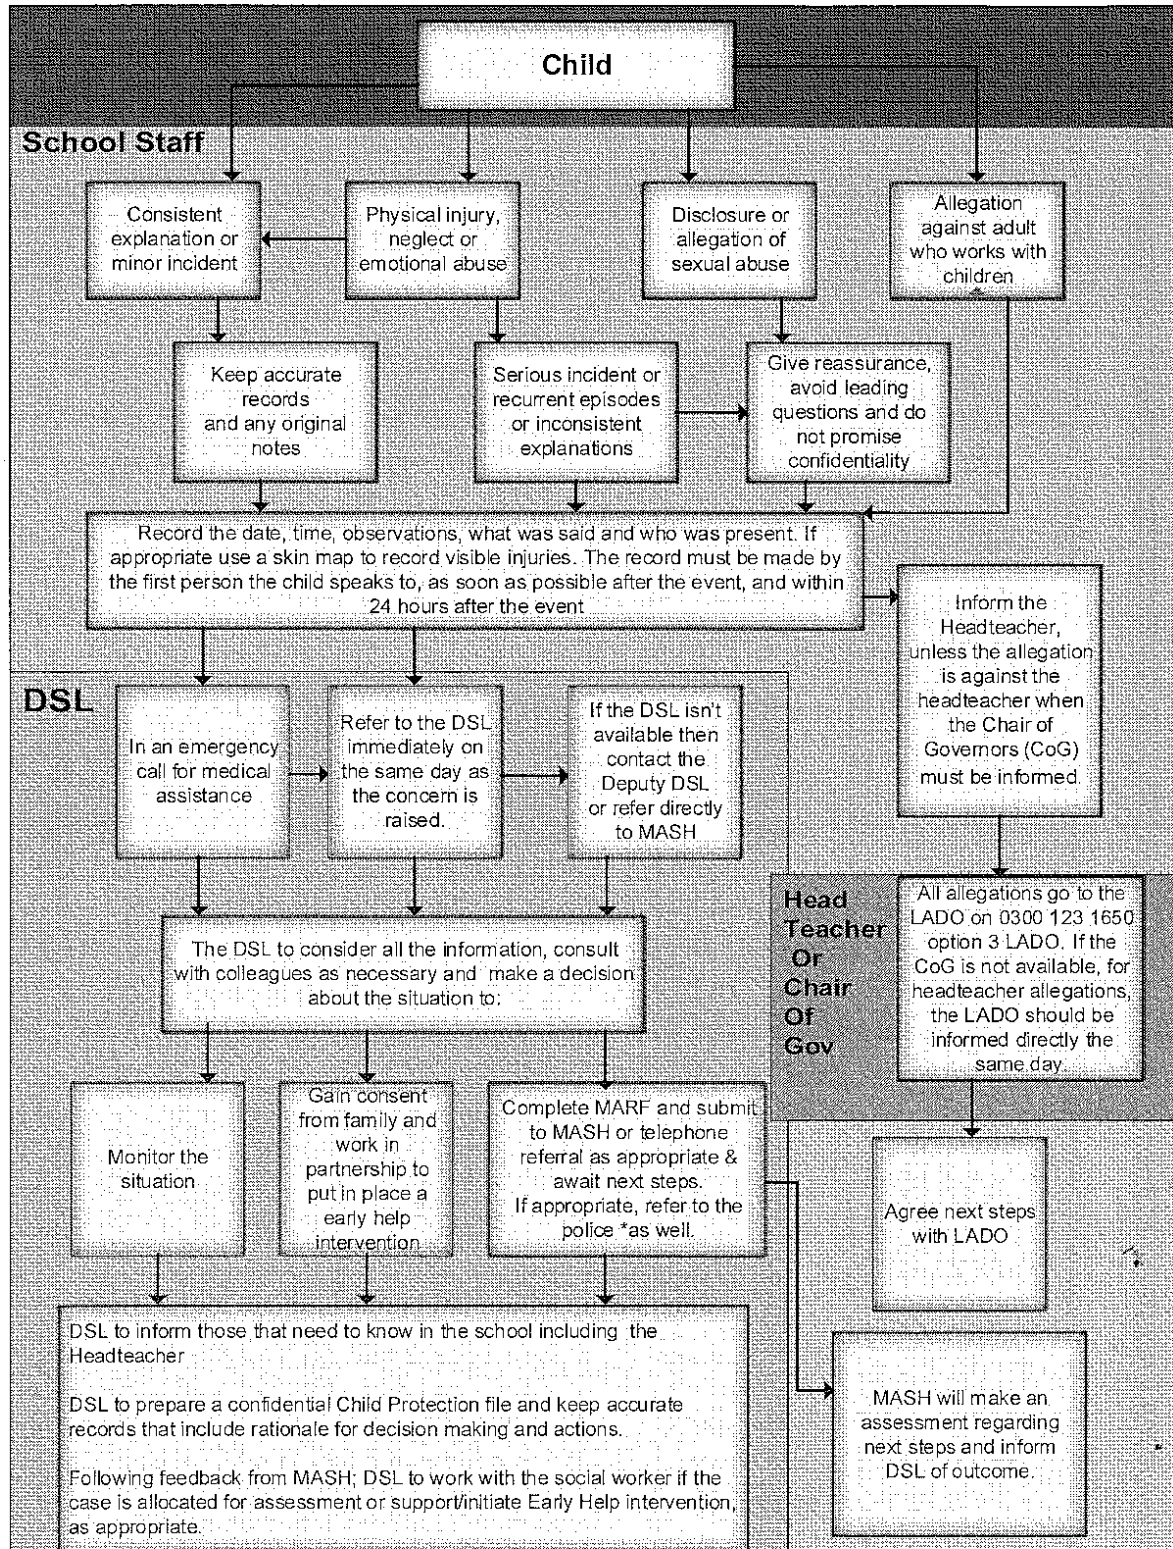 Child
School Staff
Consistent
explanation or
minor incident
Physical injury,
neglect or
emotional abuse
Disclosure or
allegation of
sexual abuse
Allegation
against adult
who works with
children
Keep accurate
records
and any original
notes
Serious incident or
recurrent episodes
or inconsistent
explanations
Give reassurance,
avoid leading
questions and do
not promise
confidentiality
Record the date, time, observations, what was said and who was present. If
appropriate use a skin map to record visible injuries. The record must be made by
the first person the child speaks to, as soon as possible after the event, and within
24 hours after the event
Inform the
Headteacher,
unless the allegation
is against the
headteacher when
the Chair of
Governors (CoG)
must be informed.
DSL
In an emergency
call for medical
assistance
Refer to the DSL
immediately on
the same day as
the concern is
raised.
If the DSL isn't
available then
contact the
Deputy DSL
or refer directly
to MASH
Head
Teacher
Or
Chair
Of
Gov
All allegations go to the
LADO on 0300 123 1650
option 3 LADO. If the
CoG is not available, for
headteacher allegations,
the LADO should be
informed directly the
same day.
The DSL to consider all the information, consult
with colleagues as necessary and make a decision
about the situation to:
Monitor the
situation
Gain consent
from family and
work in
partnership to
put in place a
early help
intervention
Complete MARF and submit
to MASH or telephone
referral as appropriate &
await next steps.
If appropriate, refer to the
police *as well.
Agree next steps
with LADO
DSL to inform those that need to know in the school including the
Headteacher
DSL to prepare a confidential Child Protection file and keep accurate
records that include rationale for decision making and actions.
Following feedback from MASH; DSL to work with the social worker if the
case is allocated for assessment or support/initiate Early Help intervention,
as appropriate.
MASH will make an
assessment regarding
next steps and inform
DSL of outcome.